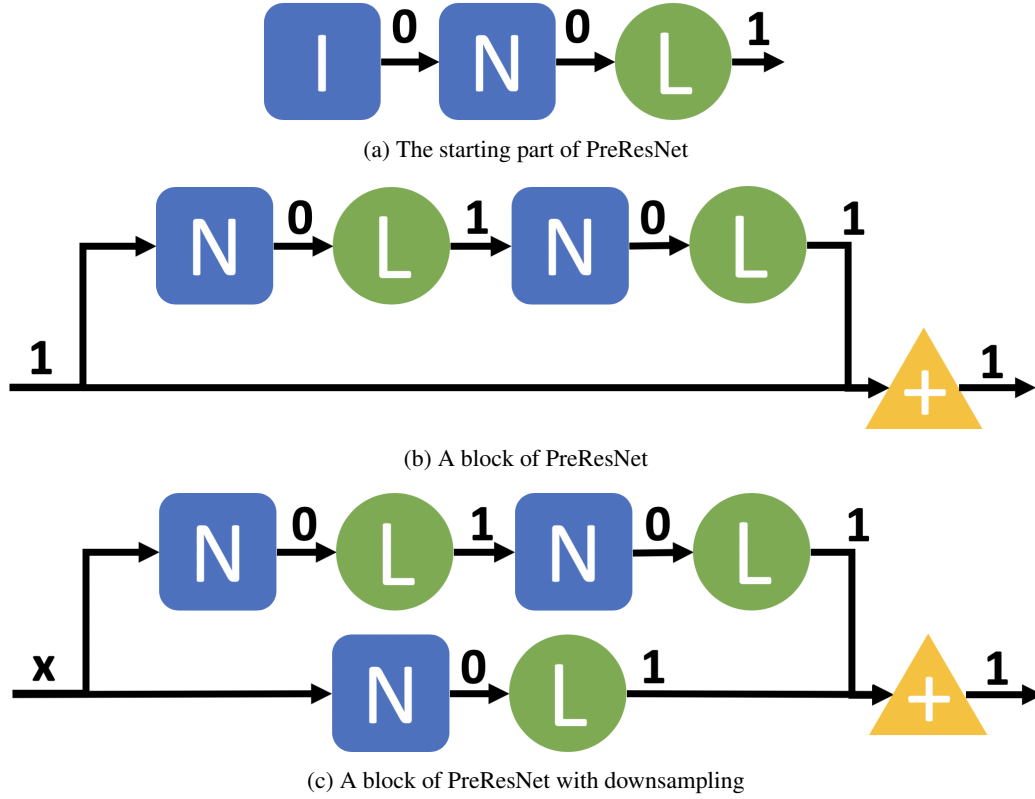 I 0 N 0 L 1
(a) The starting part of PreResNet
N 0 L 1 N 0 L 1
1 + 1
(b) A block of PreResNet
N 0 L 1 N 0 L 1
x N 0 L 1 + 1
(c) A block of PreResNet with downsampling